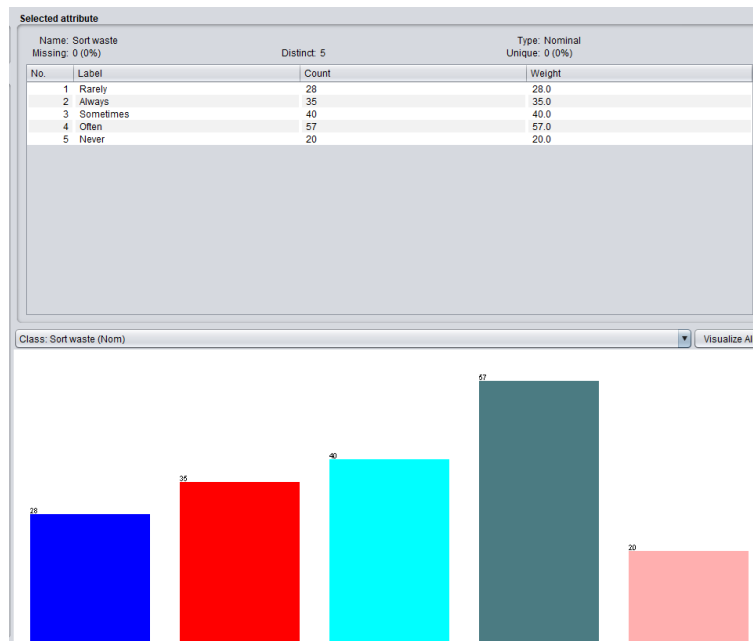 Selected attribute
Name: Sort waste Type: Nominal
Missing: 0 (0%) Distinct: 5 Unique: 0 (0%)
No. Label Count Weight
1 Rarely 28 28.0
2 Always 35 35.0
3 Sometimes 40 40.0
4 Often 57 57.0
5 Never 20 20.0
Class: Sort waste (Nom) Visualize Al
57
40
35
28
20